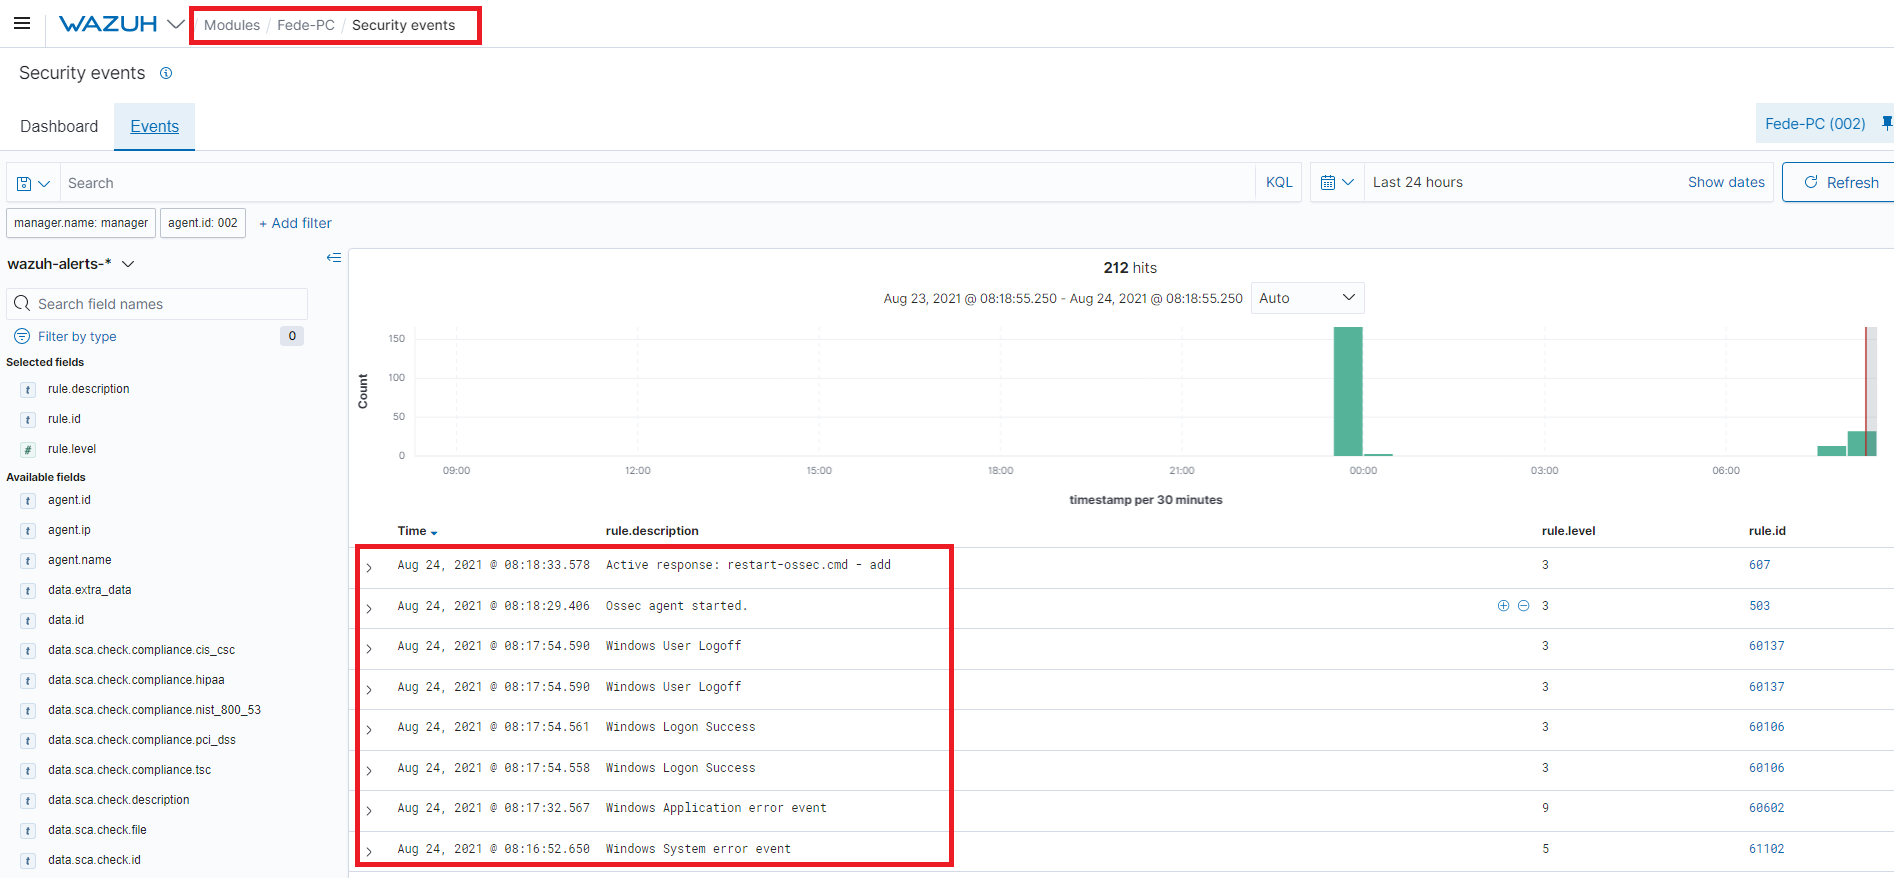 WAZUH Modules / Fede-PC / Security events
Security events
Dashboard Events Fede-PC (002)
Search KQL Last 24 hours Show dates Refresh
manager.name: manager agent.id: 002 + Add filter
wazuh-alerts-*
Search field names
Filter by type 0
Selected fields
t rule.description
t rule.id
# rule.level
Available fields
t agent.id
t agent.ip
t agent.name
t data.extra_data
t data.id
t data.sca.check.compliance.cis_csc
t data.sca.check.compliance.hipaa
t data.sca.check.compliance.nist_800_53
t data.sca.check.compliance.pci_dss
t data.sca.check.compliance.tsc
t data.sca.check.description
t data.sca.check.file
t data.sca.check.id
212 hits
Aug 23, 2021 @ 08:18:55.250 - Aug 24, 2021 @ 08:18:55.250 Auto
Count
150
100
50
0
09:00 12:00 15:00 18:00 21:00 00:00 03:00 06:00
timestamp per 30 minutes
Time rule.description rule.level rule.id
Aug 24, 2021 @ 08:18:33.578 Active response: restart-ossec.cmd - add 3 607
Aug 24, 2021 @ 08:18:29.406 Ossec agent started. 3 503
Aug 24, 2021 @ 08:17:54.590 Windows User Logoff 3 60137
Aug 24, 2021 @ 08:17:54.590 Windows User Logoff 3 60137
Aug 24, 2021 @ 08:17:54.561 Windows Logon Success 3 60106
Aug 24, 2021 @ 08:17:54.558 Windows Logon Success 3 60106
Aug 24, 2021 @ 08:17:32.567 Windows Application error event 9 60602
Aug 24, 2021 @ 08:16:52.650 Windows System error event 5 61102